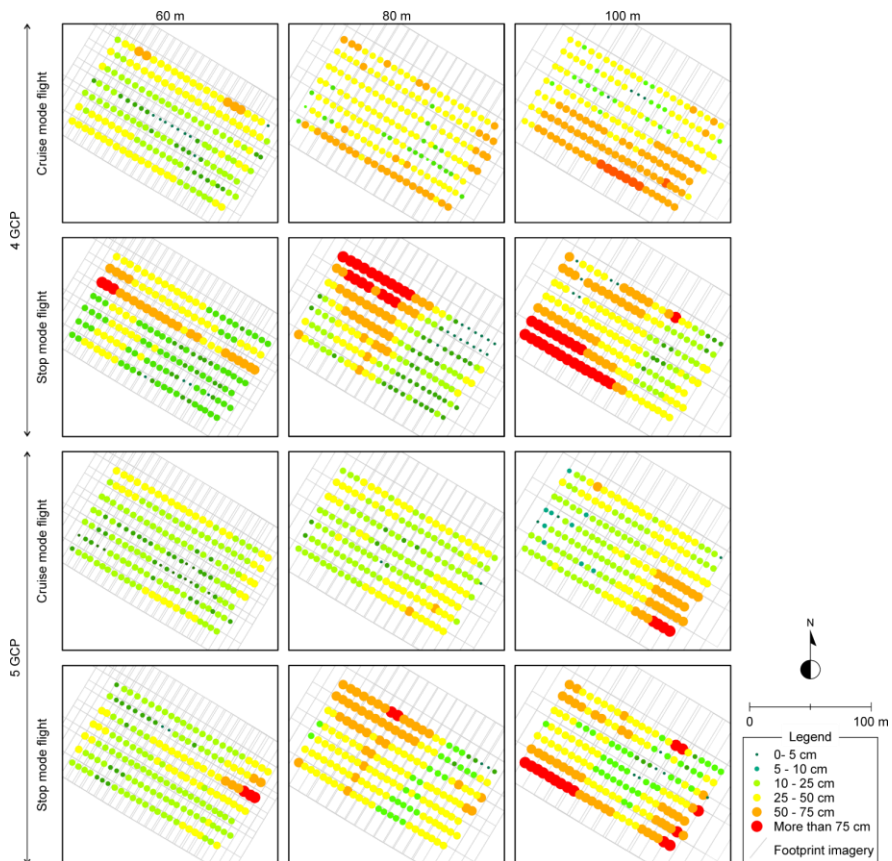 60 m
80 m
100 m
4 GCP
Cruise mode flight
Stop mode flight
5 GCP
Cruise mode flight
Stop mode flight
N
0 100 m
Legend
0- 5 cm
5 - 10 cm
10 - 25 cm
25 - 50 cm
50 - 75 cm
More than 75 cm
Footprint imagery